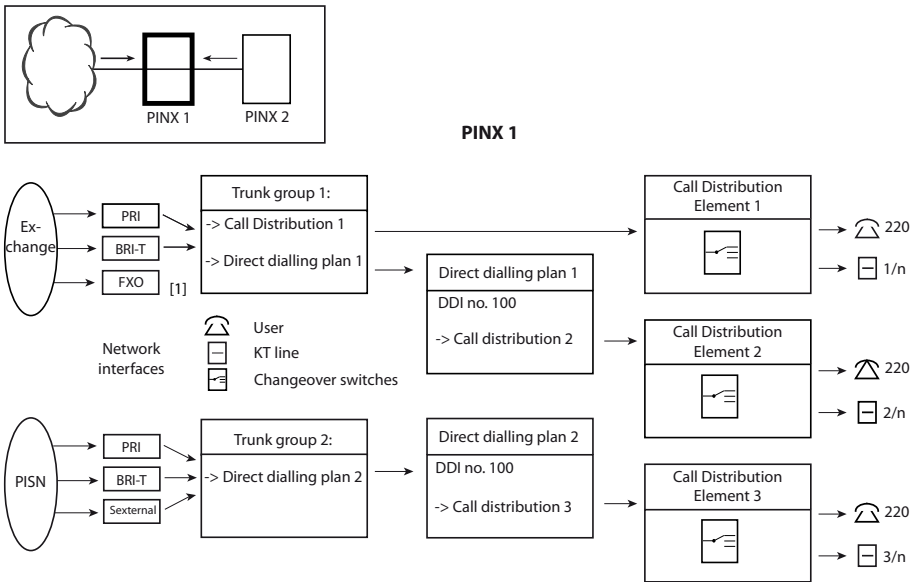 PINX 1
PINX 2
PINX 1
Ex-
change
PRI
BRI-T
FXO
[1]
Trunk group 1:
-> Call Distribution 1
-> Direct dialling plan 1
Direct dialling plan 1
DDI no. 100
-> Call distribution 2
Call Distribution
Element 1
220
1/n
Network
interfaces
User
KT line
Changeover switches
Call Distribution
Element 2
220
2/n
PISN
PRI
BRI-T
Sexternal
Trunk group 2:
-> Direct dialling plan 2
Direct dialling plan 2
DDI no. 100
-> Call distribution 3
Call Distribution
Element 3
220
3/n